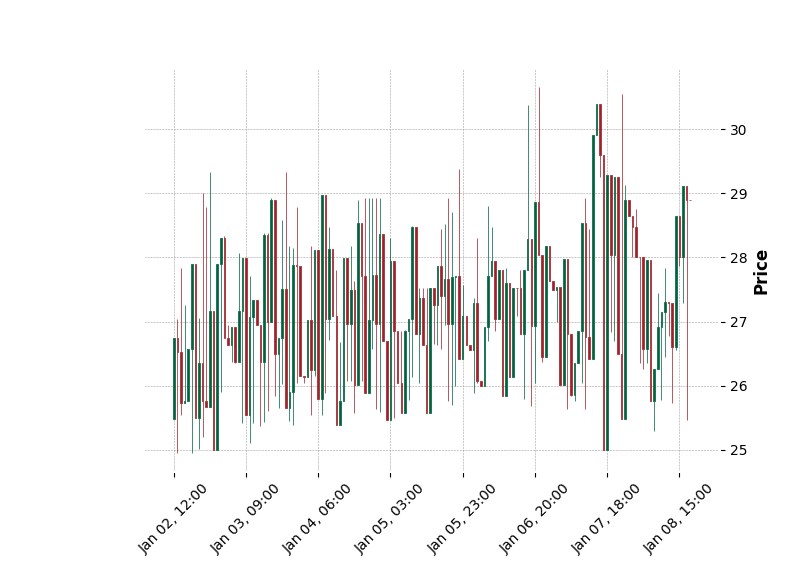 30
29
28
27
26
25
Price
Jan 02, 12:00
Jan 03, 09:00
Jan 04, 06:00
Jan 05, 03:00
Jan 05, 23:00
Jan 06, 20:00
Jan 07, 18:00
Jan 08, 15:00